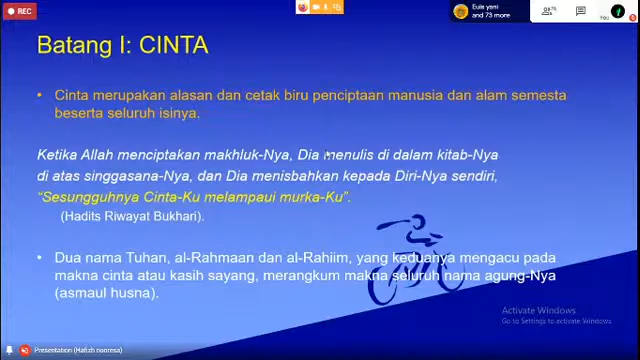 REC
Euia yani
and 73 more
Batang I: CINTA
• Cinta merupakan alasan dan cetak biru penciptaan manusia dan alam semesta
beserta seluruh isinya.
Ketika Allah menciptakan makhluk-Nya, Dia menulis di dalam kitab-Nya
di atas singgasana-Nya, dan Dia menisbahkan kepada Diri-Nya sendiri,
“Sesungguhnya Cinta-Ku melampaui murka-Ku”.
(Hadits Riwayat Bukhari).
• Dua nama Tuhan, al-Rahmaan dan al-Rahiim, yang keduanya mengacu pada
makna cinta atau kasih sayang, merangkum makna seluruh nama agung-Nya
(asmaul husna).
Activate Windows
Go to Settings to activate Windows.
Presentation (Hafizh nooresa)